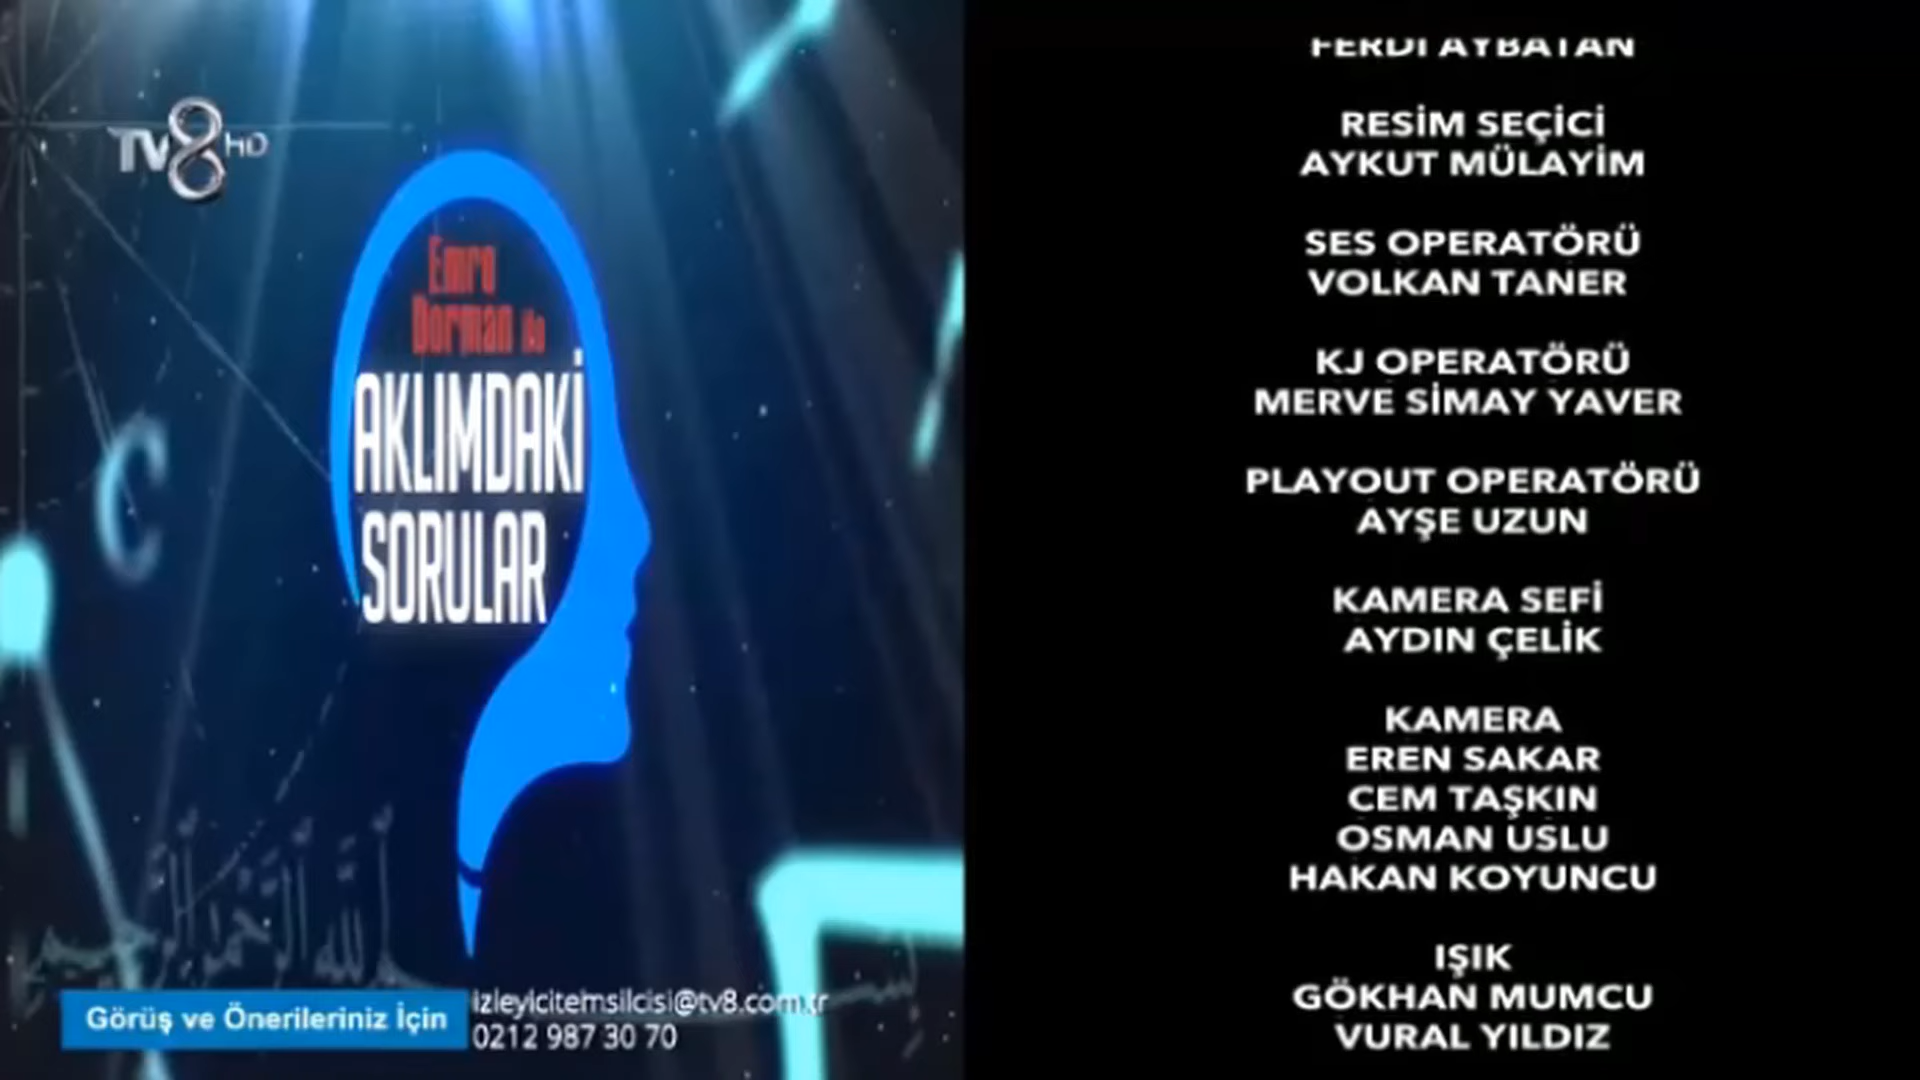 TV8 HD
Emre
Dorman ile
AKLIMDAKİ
SORULAR
Görüş ve Önerileriniz İçin
izleyicitemsilcisi@tv8.com.tr
0212 987 30 70
FERDİ AYBATAN
RESİM SEÇİCİ
AYKUT MÜLAYİM
SES OPERATÖRÜ
VOLKAN TANER
KJ OPERATÖRÜ
MERVE SİMAY YAVER
PLAYOUT OPERATÖRÜ
AYŞE UZUN
KAMERA SEFİ
AYDIN ÇELİK
KAMERA
EREN SAKAR
CEM TAŞKIN
OSMAN USLU
HAKAN KOYUNCU
IŞIK
GÖKHAN MUMCU
VURAL YILDIZ